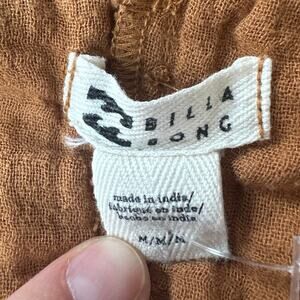 BILLA
BONG
made in india/
fabriqué en inde/
hecho en india
M/M/M